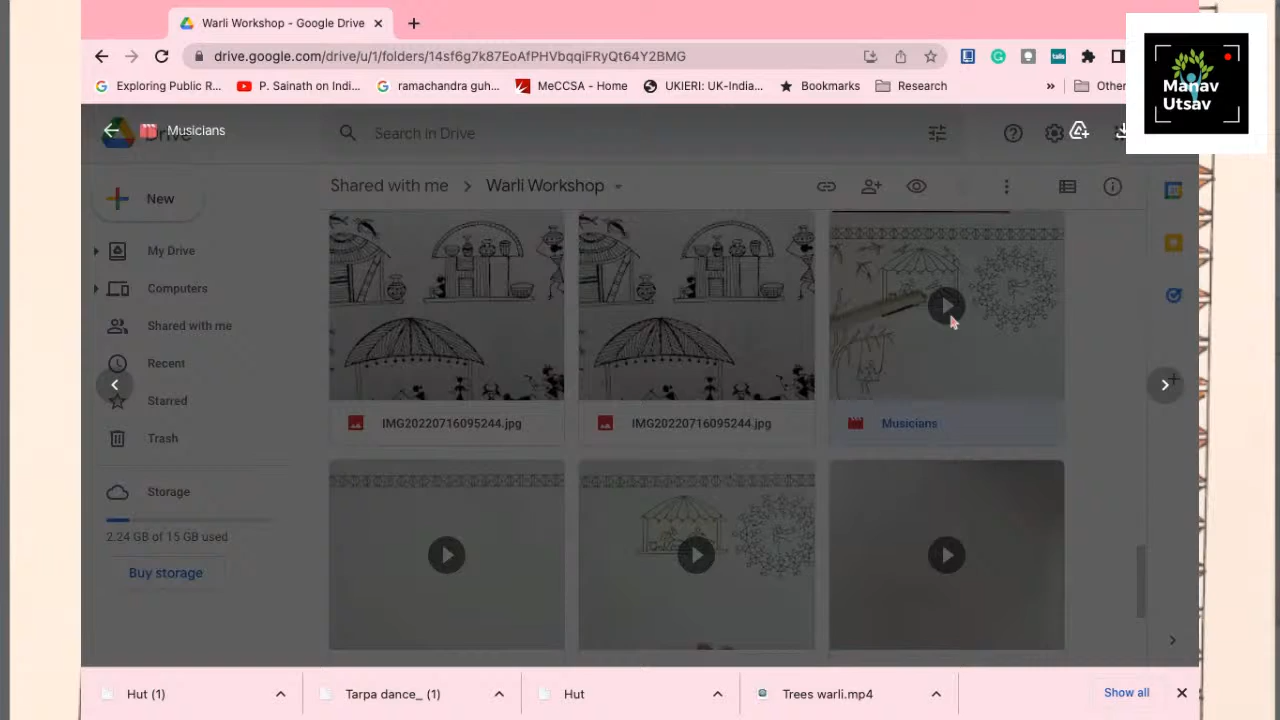 Warli Workshop - Google Drive
drive.google.com/drive/u/1/folders/
Exploring Public R...
P. Sainath on Indi...
ramachandra guh...
MeCCSA - Home
UKIERI: UK-India...
Bookmarks
Research
»
Other
Manav
Utsav
Musicians
Drive
Search in Drive
New
Shared with me > Warli Workshop
My Drive
Computers
Shared with me
Recent
Starred
Trash
Storage
2.24 GB of 15 GB used
Buy storage
IMG20220716095244.jpg
IMG20220716095244.jpg
Musicians
Hut (1)
Tarpa dance_ (1)
Hut
Trees warli.mp4
Show all